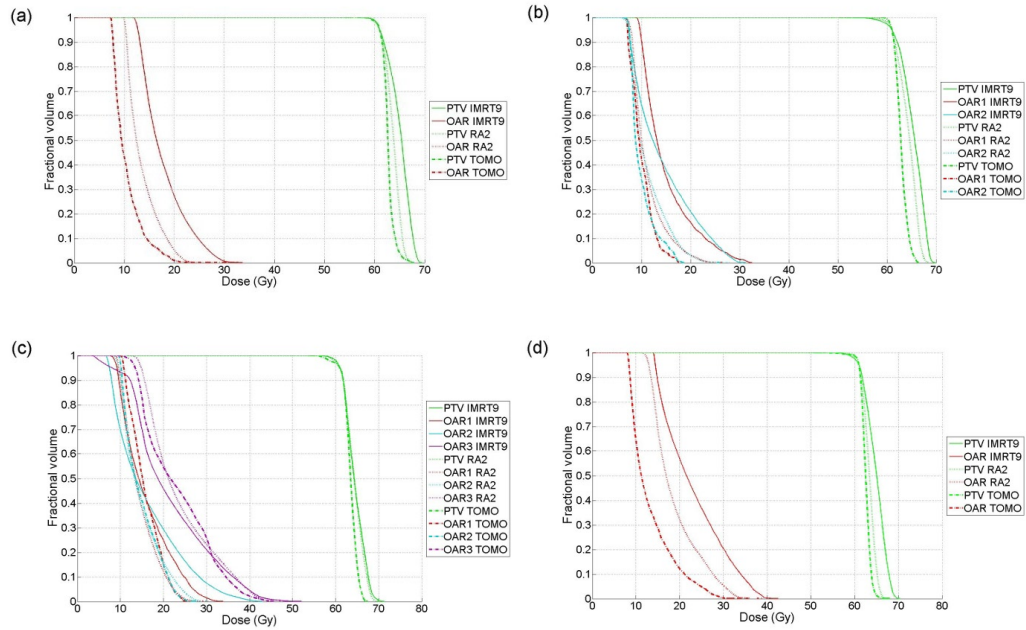 (a)
1
0.9
0.8
0.7
0.6
0.5
0.4
0.3
0.2
0.1
0
Fractional volume
0 10 20 30 40 50 60 70
Dose (Gy)
PTV IMRT9
OAR IMRT9
PTV RA2
OAR RA2
PTV TOMO
OAR TOMO
(b)
1
0.9
0.8
0.7
0.6
0.5
0.4
0.3
0.2
0.1
0
Fractional volume
0 10 20 30 40 50 60 70
Dose (Gy)
PTV IMRT9
OAR1 IMRT9
OAR2 IMRT9
PTV RA2
OAR1 RA2
OAR2 RA2
PTV TOMO
OAR1 TOMO
OAR2 TOMO
(c)
1
0.9
0.8
0.7
0.6
0.5
0.4
0.3
0.2
0.1
0
Fractional volume
0 10 20 30 40 50 60 70 80
Dose (Gy)
PTV IMRT9
OAR1 IMRT9
OAR2 IMRT9
OAR3 IMRT9
PTV RA2
OAR1 RA2
OAR2 RA2
OAR3 RA2
PTV TOMO
OAR1 TOMO
OAR2 TOMO
OAR3 TOMO
(d)
1
0.9
0.8
0.7
0.6
0.5
0.4
0.3
0.2
0.1
0
Fractional volume
0 10 20 30 40 50 60 70 80
Dose (Gy)
PTV IMRT9
OAR IMRT9
PTV RA2
OAR RA2
PTV TOMO
OAR TOMO